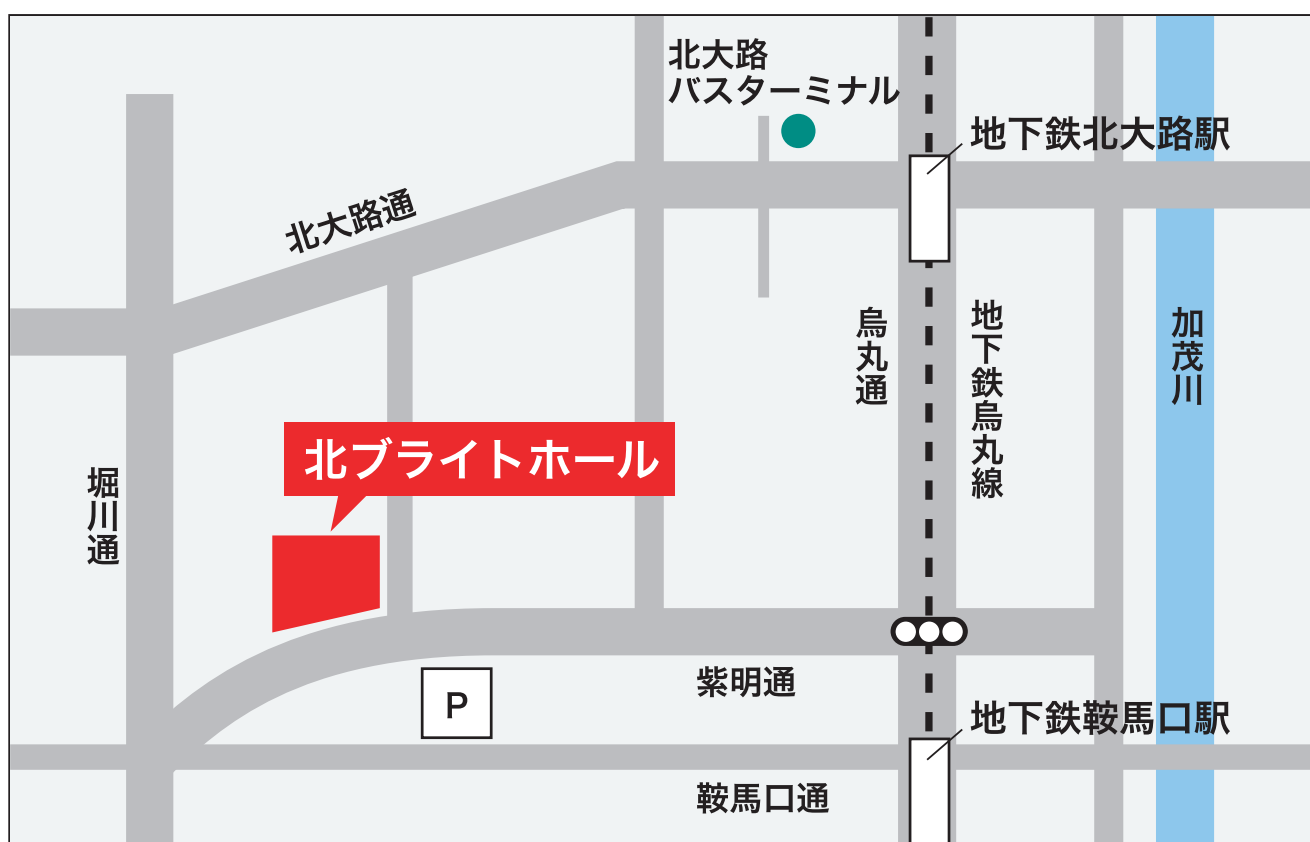 北大路
バスターミナル
地下鉄北大路駅
北大路通
烏丸通
地下鉄烏丸線
加茂川
北ブライトホール
堀川通
紫明通
P
地下鉄鞍馬口駅
鞍馬口通